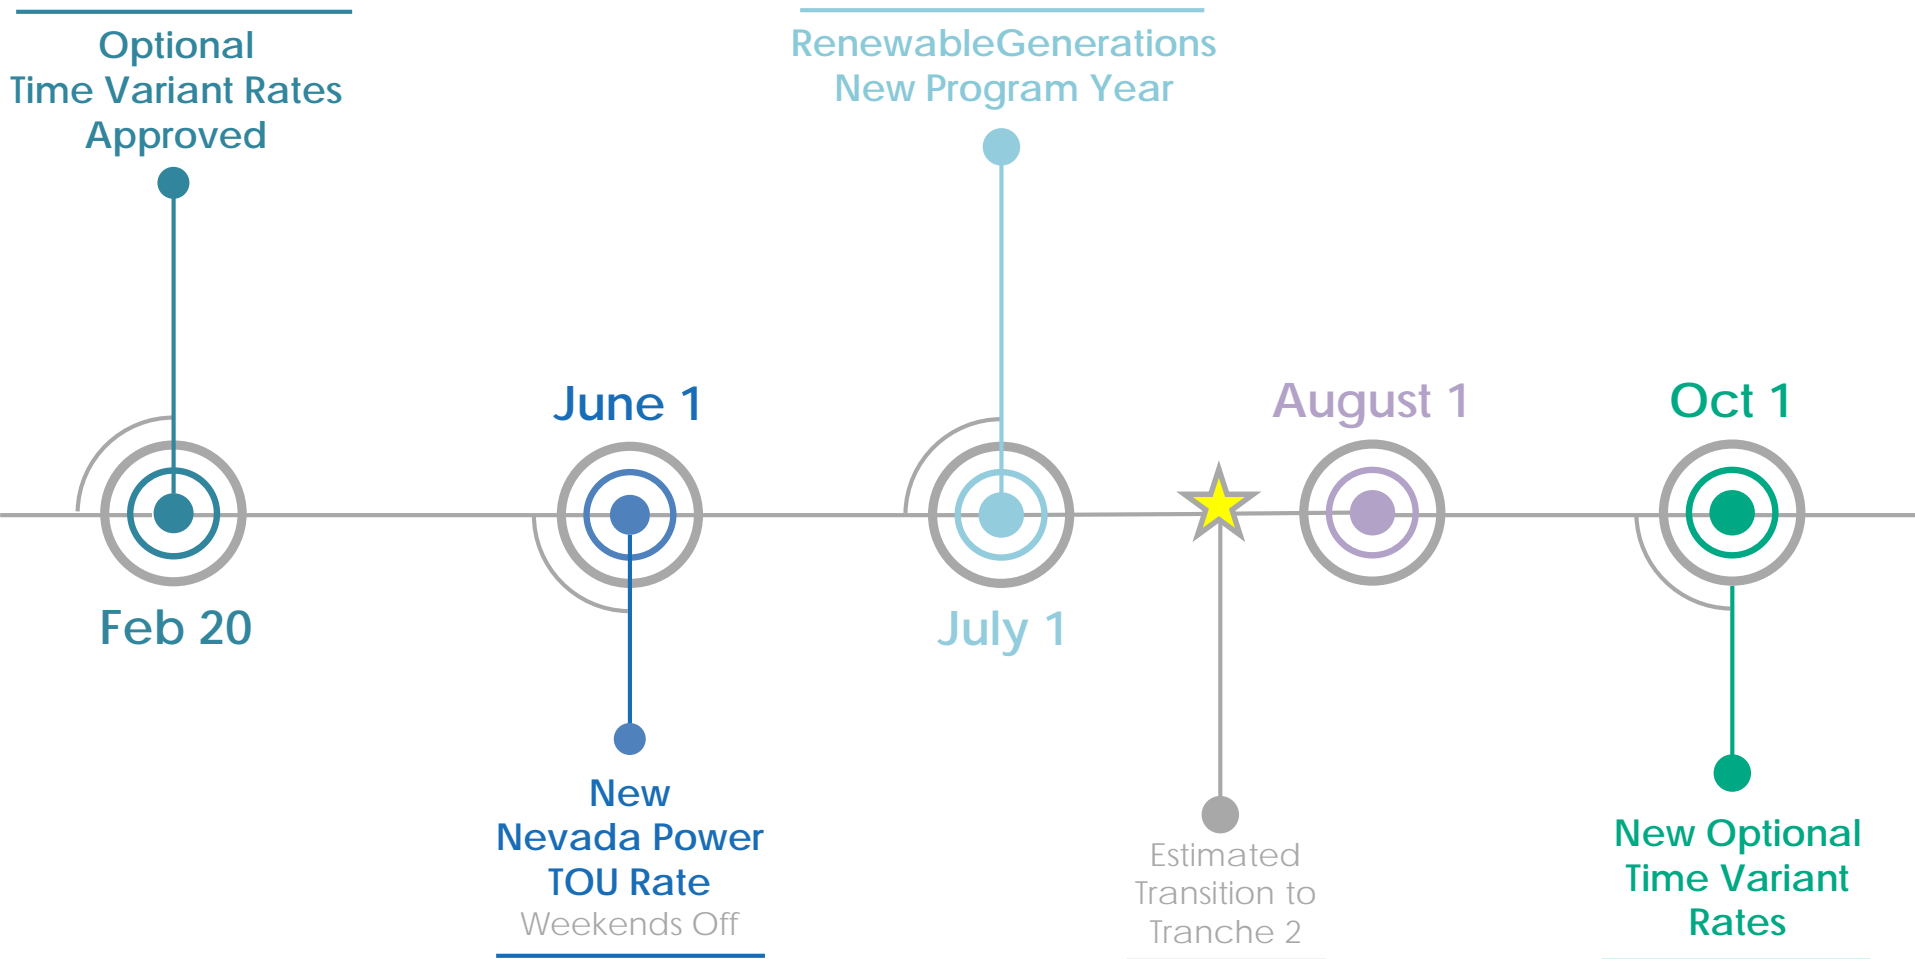 Optional
Time Variant Rates
Approved
Feb 20
June 1
New
Nevada Power
TOU Rate
Weekends Off
RenewableGenerations
New Program Year
July 1
Estimated
Transition to
Tranche 2
August 1
Oct 1
New Optional
Time Variant
Rates